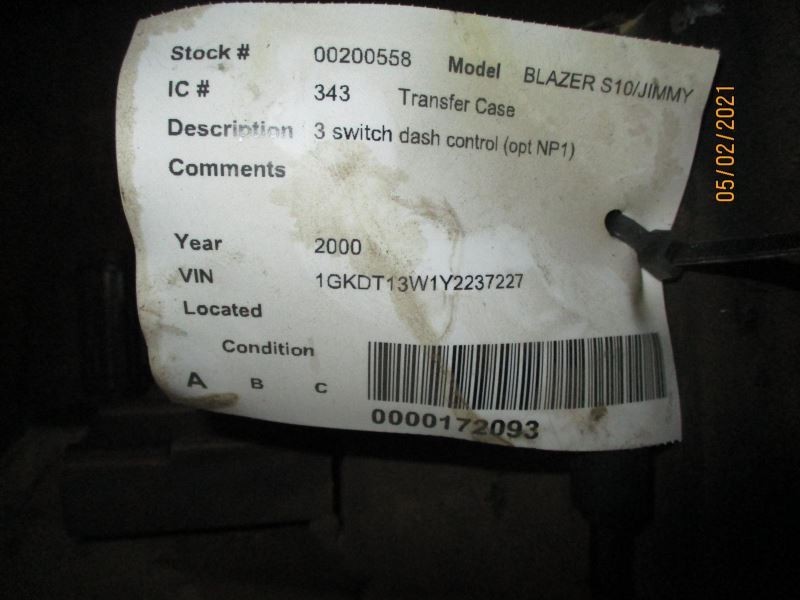 Stock # 00200558 Model BLAZER S10/JIMMY
IC # 343 Transfer Case
Description 3 switch dash control (opt NP1)
Comments
Year 2000
VIN 1GKDT13W1Y2237227
Located
Condition
A B C
0000172093
05/02/2021